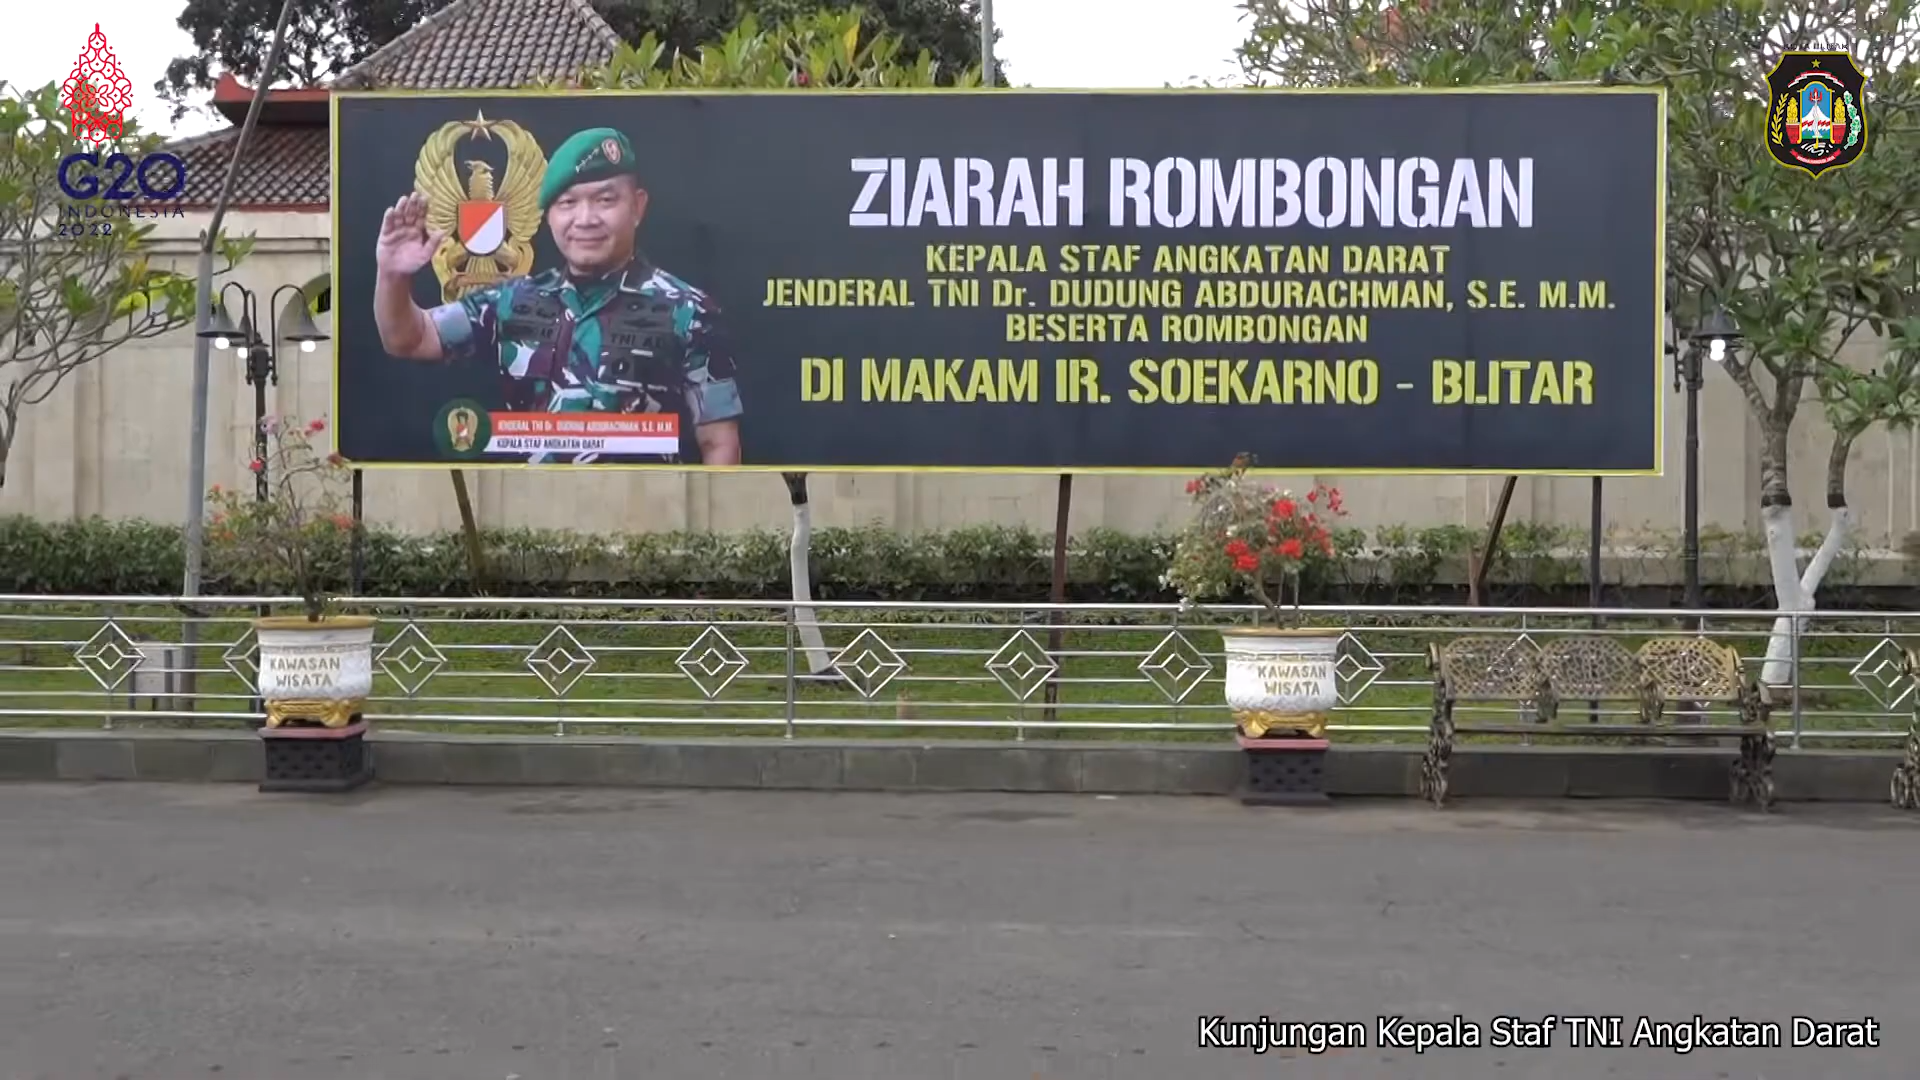 G20
INDONESIA
2022
KOTA BLITAR
ZIARAH ROMBONGAN
KEPALA STAF ANGKATAN DARAT
JENDERAL TNI Dr. DUDUNG ABDURACHMAN, S.E. M.M.
BESERTA ROMBONGAN
DI MAKAM IR. SOEKARNO - BLITAR
TNI AD
JENDERAL TNI Dr. DUDUNG ABDURACHMAN, S.E. M.M.
KEPALA STAF ANGKATAN DARAT
KAWASAN
WISATA
KAWASAN
WISATA
Kunjungan Kepala Staf TNI Angkatan Darat